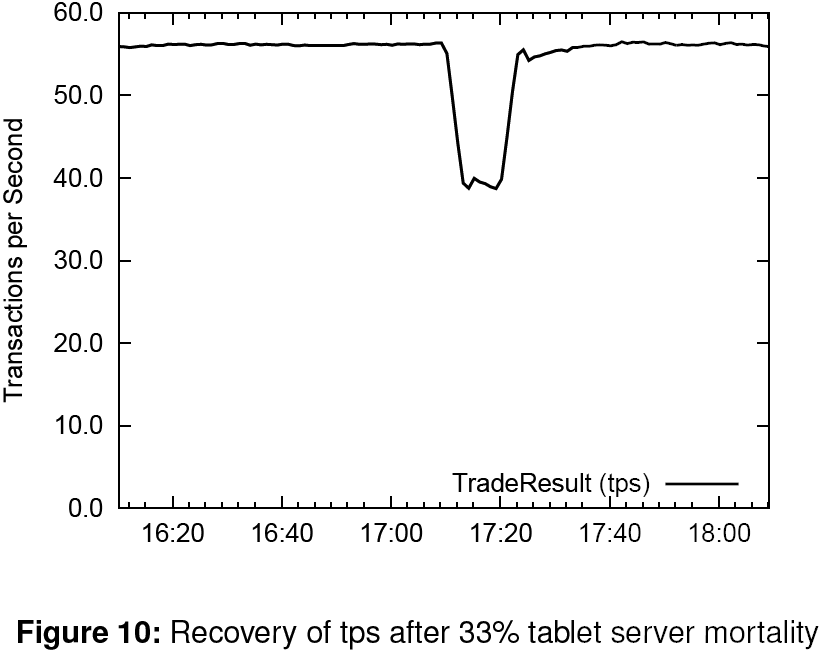 60.0
50.0
40.0
30.0
20.0
10.0
0.0
Transactions per Second
TradeResult (tps)
16:20 16:40 17:00 17:20 17:40 18:00
Figure 10: Recovery of tps after 33% tablet server mortality